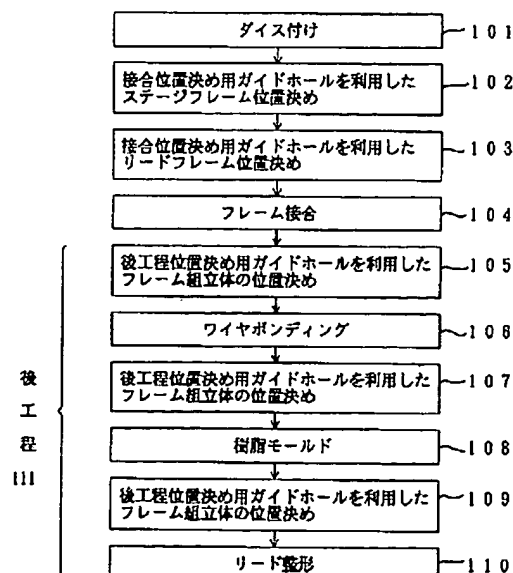 ダイス付け 101
接合位置決め用ガイドホールを利用した
ステージフレーム位置決め 102
接合位置決め用ガイドホールを利用した
リードフレーム位置決め 103
フレーム接合 104
後工程位置決め用ガイドホールを利用した
フレーム組立体の位置決め 105
ワイヤボンディング 106
後工程位置決め用ガイドホールを利用した
フレーム組立体の位置決め 107
樹脂モールド 108
後工程位置決め用ガイドホールを利用した
フレーム組立体の位置決め 109
リード整形 110
後
工
程
111